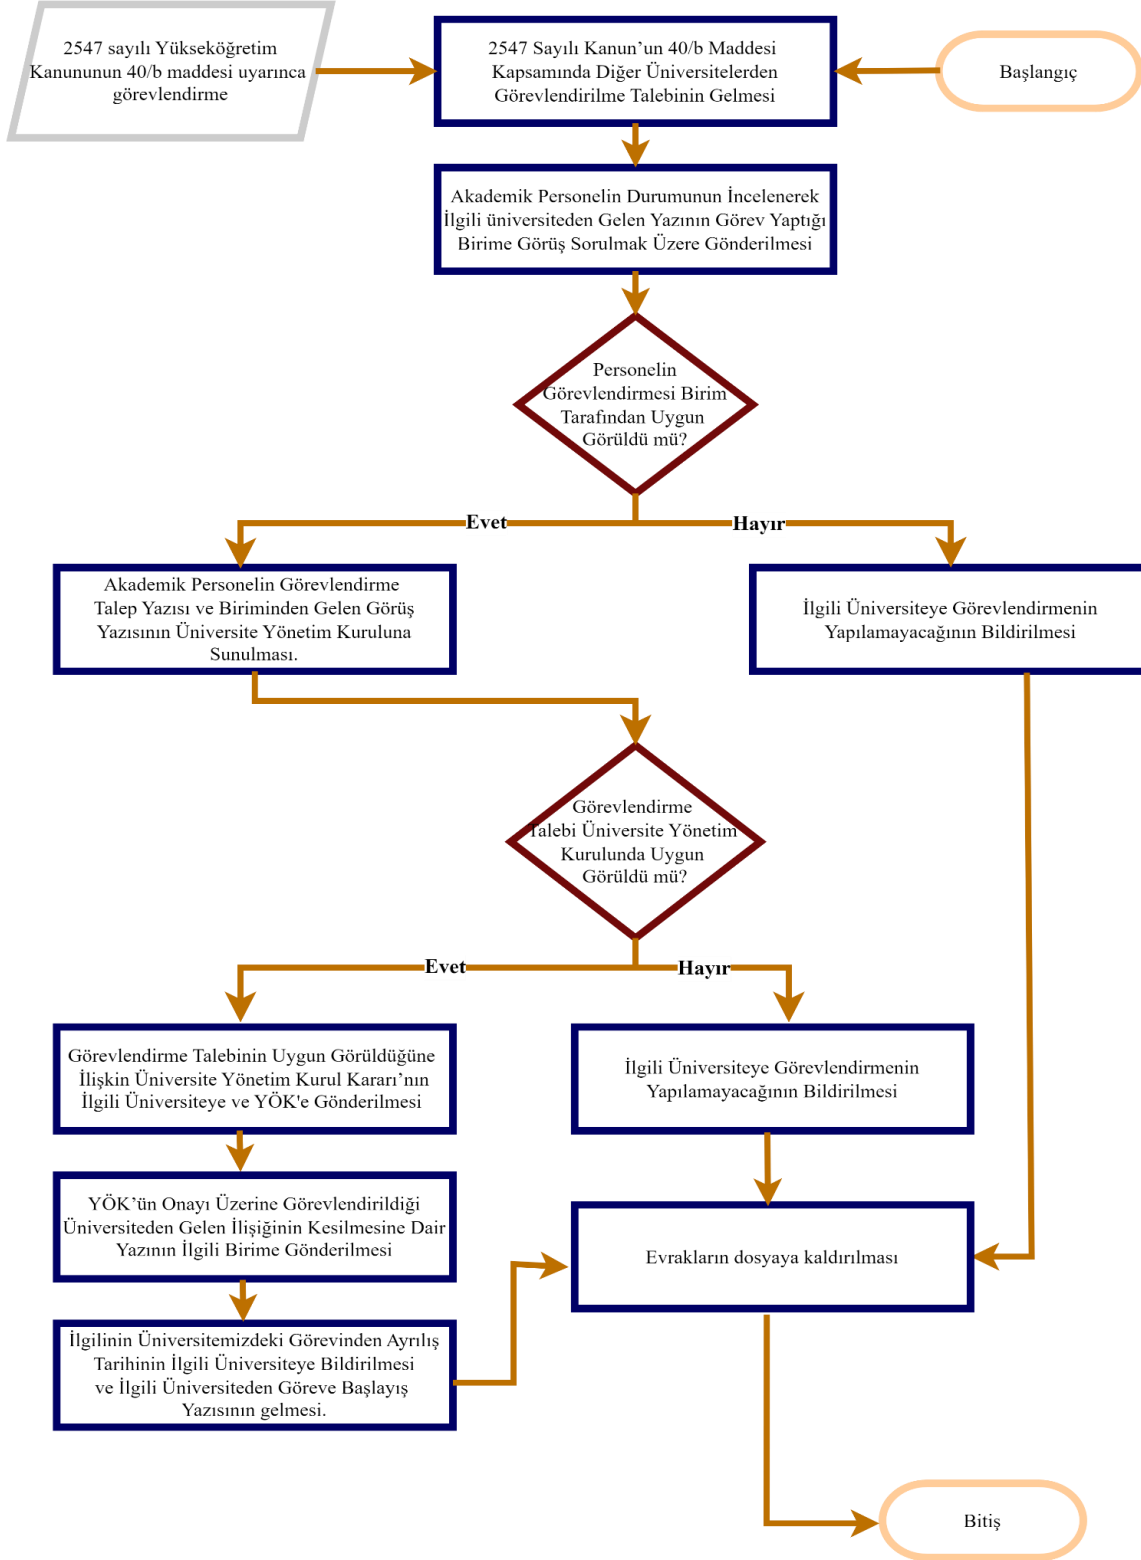 2547 sayılı Yükseköğretim
Kanununun 40/b maddesi uyarınca
görevlendirme
2547 Sayılı Kanun’un 40/b Maddesi
Kapsamında Diğer Üniversitelerden
Görevlendirilme Talebinin Gelmesi
Başlangıç
Akademik Personelin Durumunun İncelenerek
İlgili üniversiteden Gelen Yazının Görev Yaptığı
Birime Görüş Sorulmak Üzere Gönderilmesi
Personelin
Görevlendirmesi Birim
Tarafından Uygun
Görüldü mü?
Evet
Hayır
Akademik Personelin Görevlendirme
Talep Yazısı ve Biriminden Gelen Görüş
Yazısının Üniversite Yönetim Kuruluna
Sunulması.
İlgili Üniversiteye Görevlendirmenin
Yapılamayacağının Bildirilmesi
Görevlendirme
Talebi Üniversite Yönetim
Kurulunda Uygun
Görüldü mü?
Evet
Hayır
Görevlendirme Talebinin Uygun Görüldüğüne
İlişkin Üniversite Yönetim Kurul Kararı’nın
İlgili Üniversiteye ve YÖK'e Gönderilmesi
İlgili Üniversiteye Görevlendirmenin
Yapılamayacağının Bildirilmesi
YÖK’ün Onayı Üzerine Görevlendirildiği
Üniversiteden Gelen İlişiğinin Kesilmesine Dair
Yazının İlgili Birime Gönderilmesi
Evrakların dosyaya kaldırılması
İlgilinin Üniversitemizdeki Görevinden Ayrılış
Tarihinin İlgili Üniversiteye Bildirilmesi
ve İlgili Üniversiteden Göreve Başlayış
Yazısının gelmesi.
Bitiş